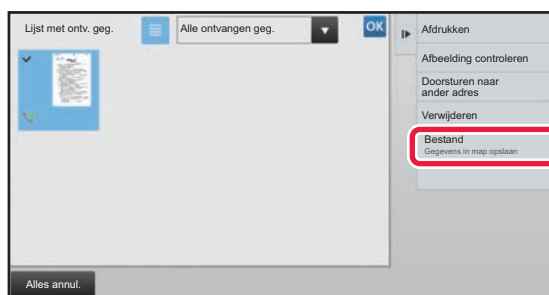 Lijst met ontv. geg.
Alle ontvangen geg.
OK
Afdrukken
Afbeelding controleren
Doorsturen naar
ander adres
Verwijderen
Bestand
Gegevens in map opslaan
Alles annul.